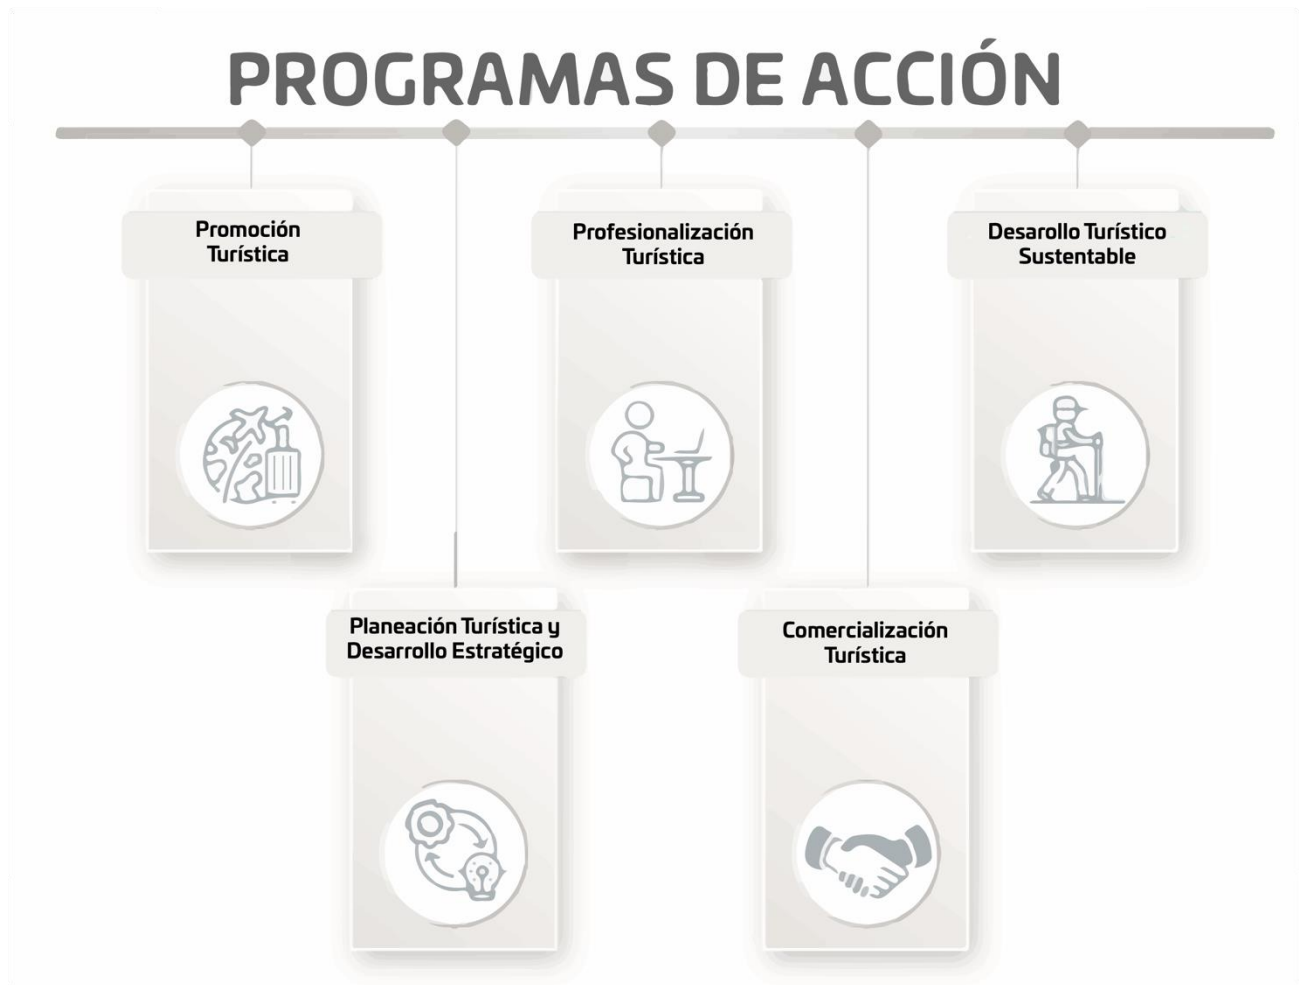 PROGRAMAS DE ACCIÓN
Promoción
Turística
Profesionalización
Turística
Desarollo Turístico
Sustentable
Planeación Turística y
Desarrollo Estratégico
Comercialización
Turística